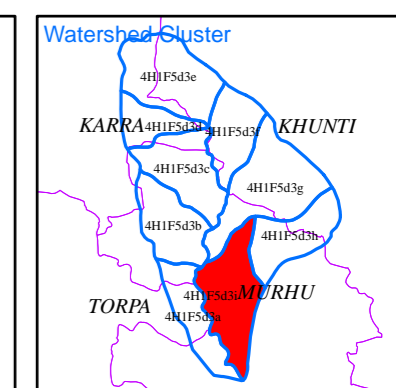 Watershed Cluster
4H1F5d3e
KARRA
4H1F5d3d
4H1F5d3f
KHUNTI
4H1F5d3c
4H1F5d3g
4H1F5d3b
4H1F5d3h
MURHU
TORPA
4H1F5d3a